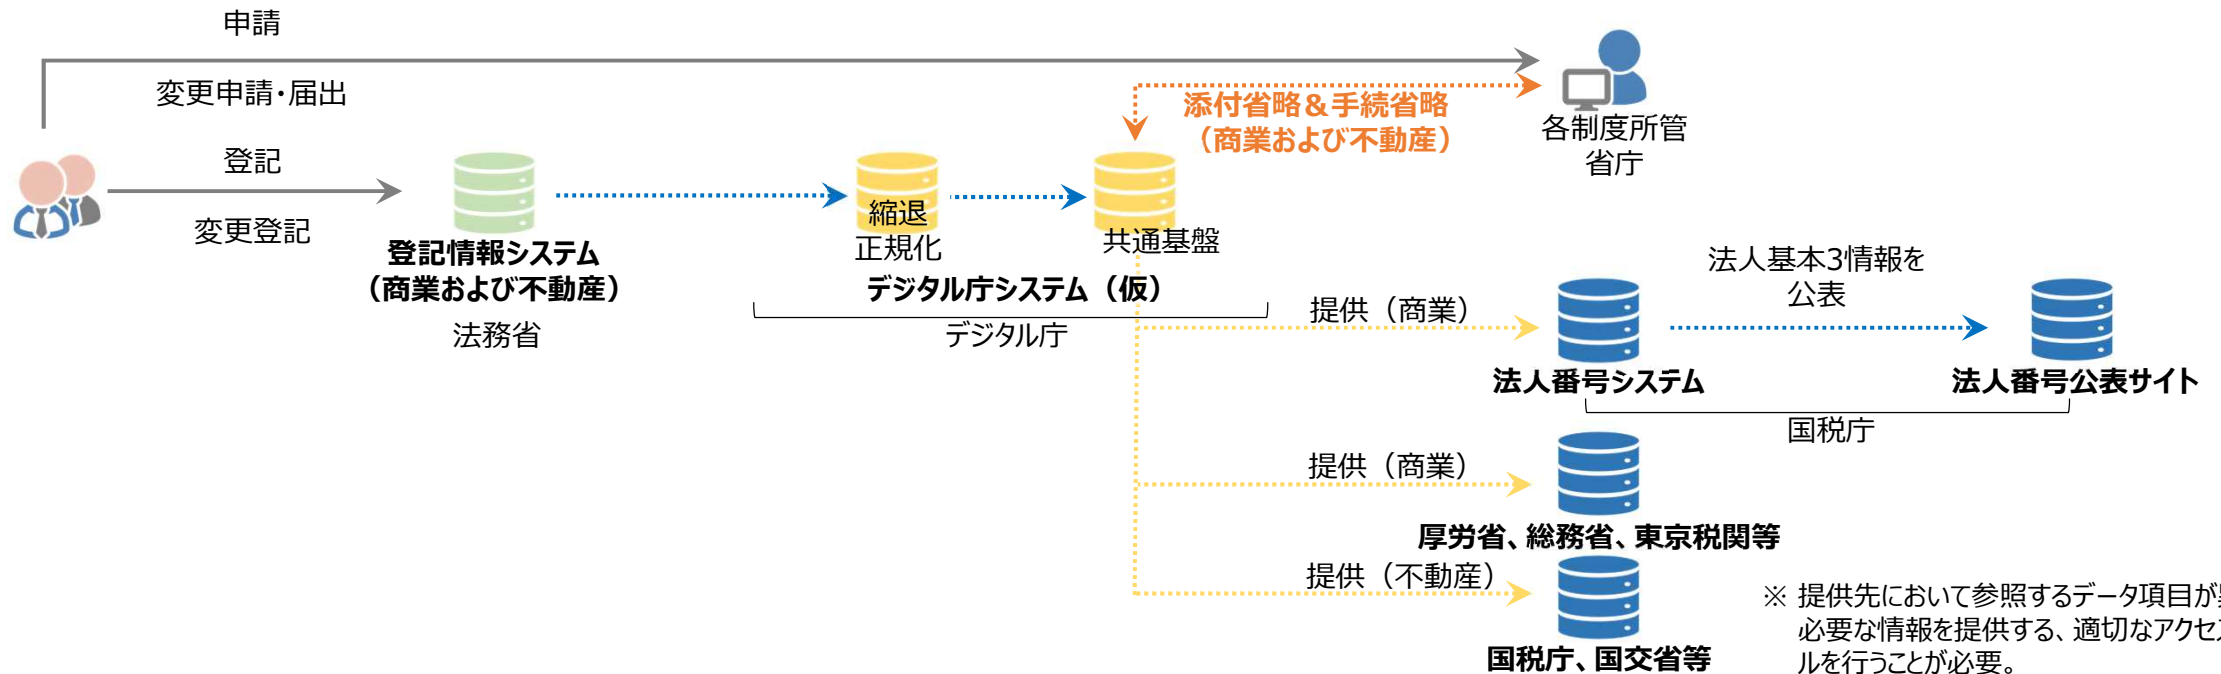 申請
変更申請・届出
添付省略&手続省略
（商業および不動産）
各制度所管
省庁
登記
変更登記
登記情報システム
（商業および不動産）
法務省
縮退
正規化
共通基盤
デジタル庁システム（仮）
デジタル庁
提供（商業）
法人基本3情報を
公表
法人番号システム
法人番号公表サイト
国税庁
提供（商業）
厚労省、総務省、東京税関等
提供（不動産）
国税庁、国交省等
※ 提供先において参照するデータ項目が
必要な情報を提供する、適切なアクセ
ルを行うことが必要。